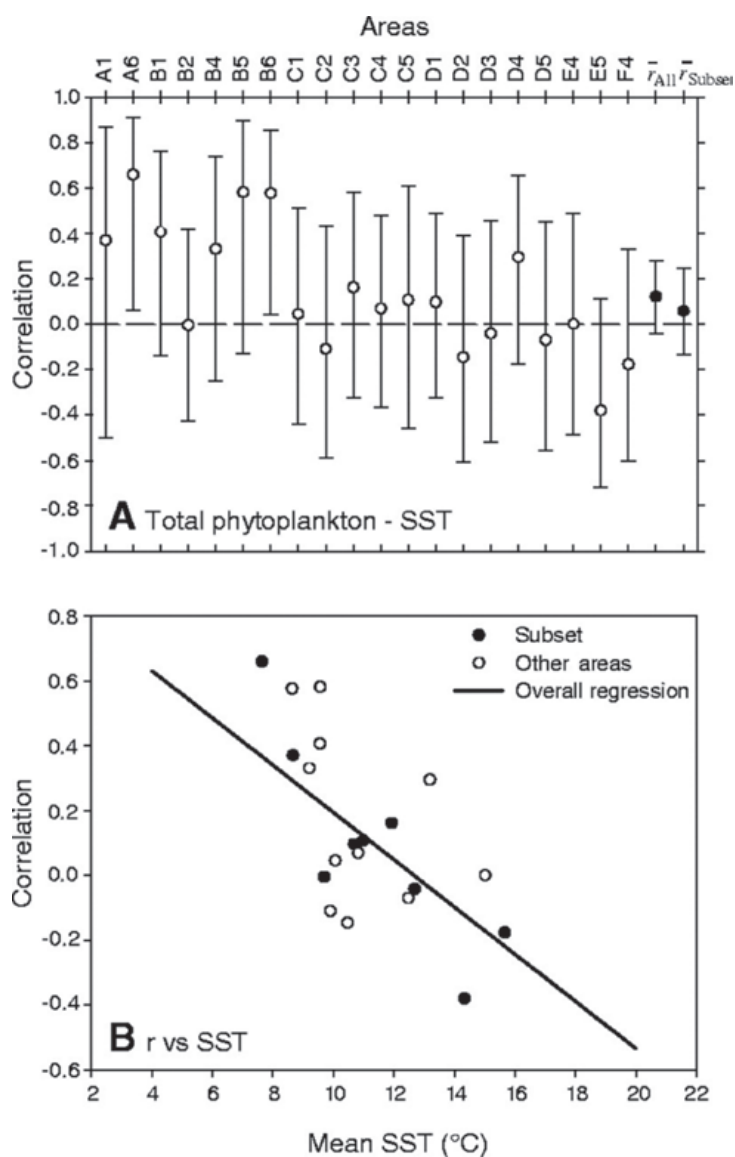 Areas
A1 A6 B1 B2 B4 B5 B6 C1 C2 C3 C4 C5 D1 D2 D3 D4 D5 E4 E5 F4 r̄All r̄Subset
1.0
0.8
0.6
0.4
0.2
0.0
-0.2
-0.4
-0.6
-0.8
-1.0
Correlation
A Total phytoplankton - SST
0.8
0.6
0.4
0.2
0.0
-0.2
-0.4
-0.6
Correlation
Subset
Other areas
Overall regression
B r vs SST
2 4 6 8 10 12 14 16 18 20 22
Mean SST (°C)